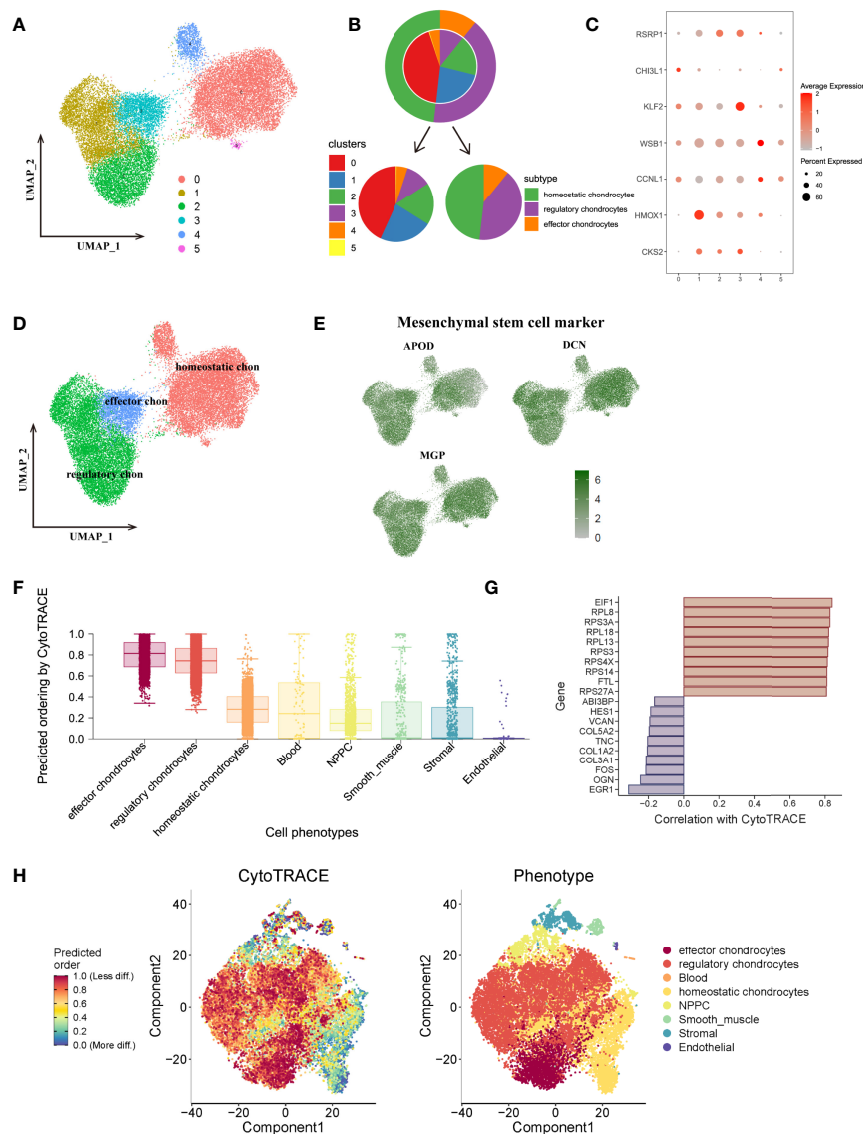 A
UMAP_2
UMAP_1
0
1
2
3
4
5
B
clusters
0
1
2
3
4
5
subtype
homeostatic chondrocytes
regulatory chondrocytes
effector chondrocytes
C
RSRP1
CHI3L1
KLF2
WSB1
CCNL1
HMOX1
CKS2
0 1 2 3 4 5
Average Expression
2
1
0
−1
Percent Expressed
20
40
60
D
homeostatic chon
effector chon
regulatory chon
UMAP_2
UMAP_1
E
Mesenchymal stem cell marker
APOD
DCN
MGP
6
4
2
0
F
Predicted ordering by CytoTRACE
1.0
0.8
0.6
0.4
0.2
0.0
effector chondrocytes
regulatory chondrocytes
homeostatic chondrocytes
Blood
NPPC
Smooth_muscle
Stromal
Endothelial
Cell phenotypes
G
Gene
EIF1
RPL8
RPS3A
RPL18
RPL13
RPS3
RPS4X
RPS14
FTL
RPS27A
ABI3BP
HES1
VCAN
COL5A2
TNC
COL1A2
COL3A1
FOS
OGN
EGR1
−0.2 0.0 0.2 0.4 0.6 0.8
Correlation with CytoTRACE
H
CytoTRACE
Predicted
order
1.0 (Less diff.)
0.8
0.6
0.4
0.2
0.0 (More diff.)
Component2
40
20
0
−20
−40 −20 0 20
Component1
Phenotype
Component2
40
20
0
−20
−40 −20 0 20
Component1
effector chondrocytes
regulatory chondrocytes
Blood
homeostatic chondrocytes
NPPC
Smooth_muscle
Stromal
Endothelial